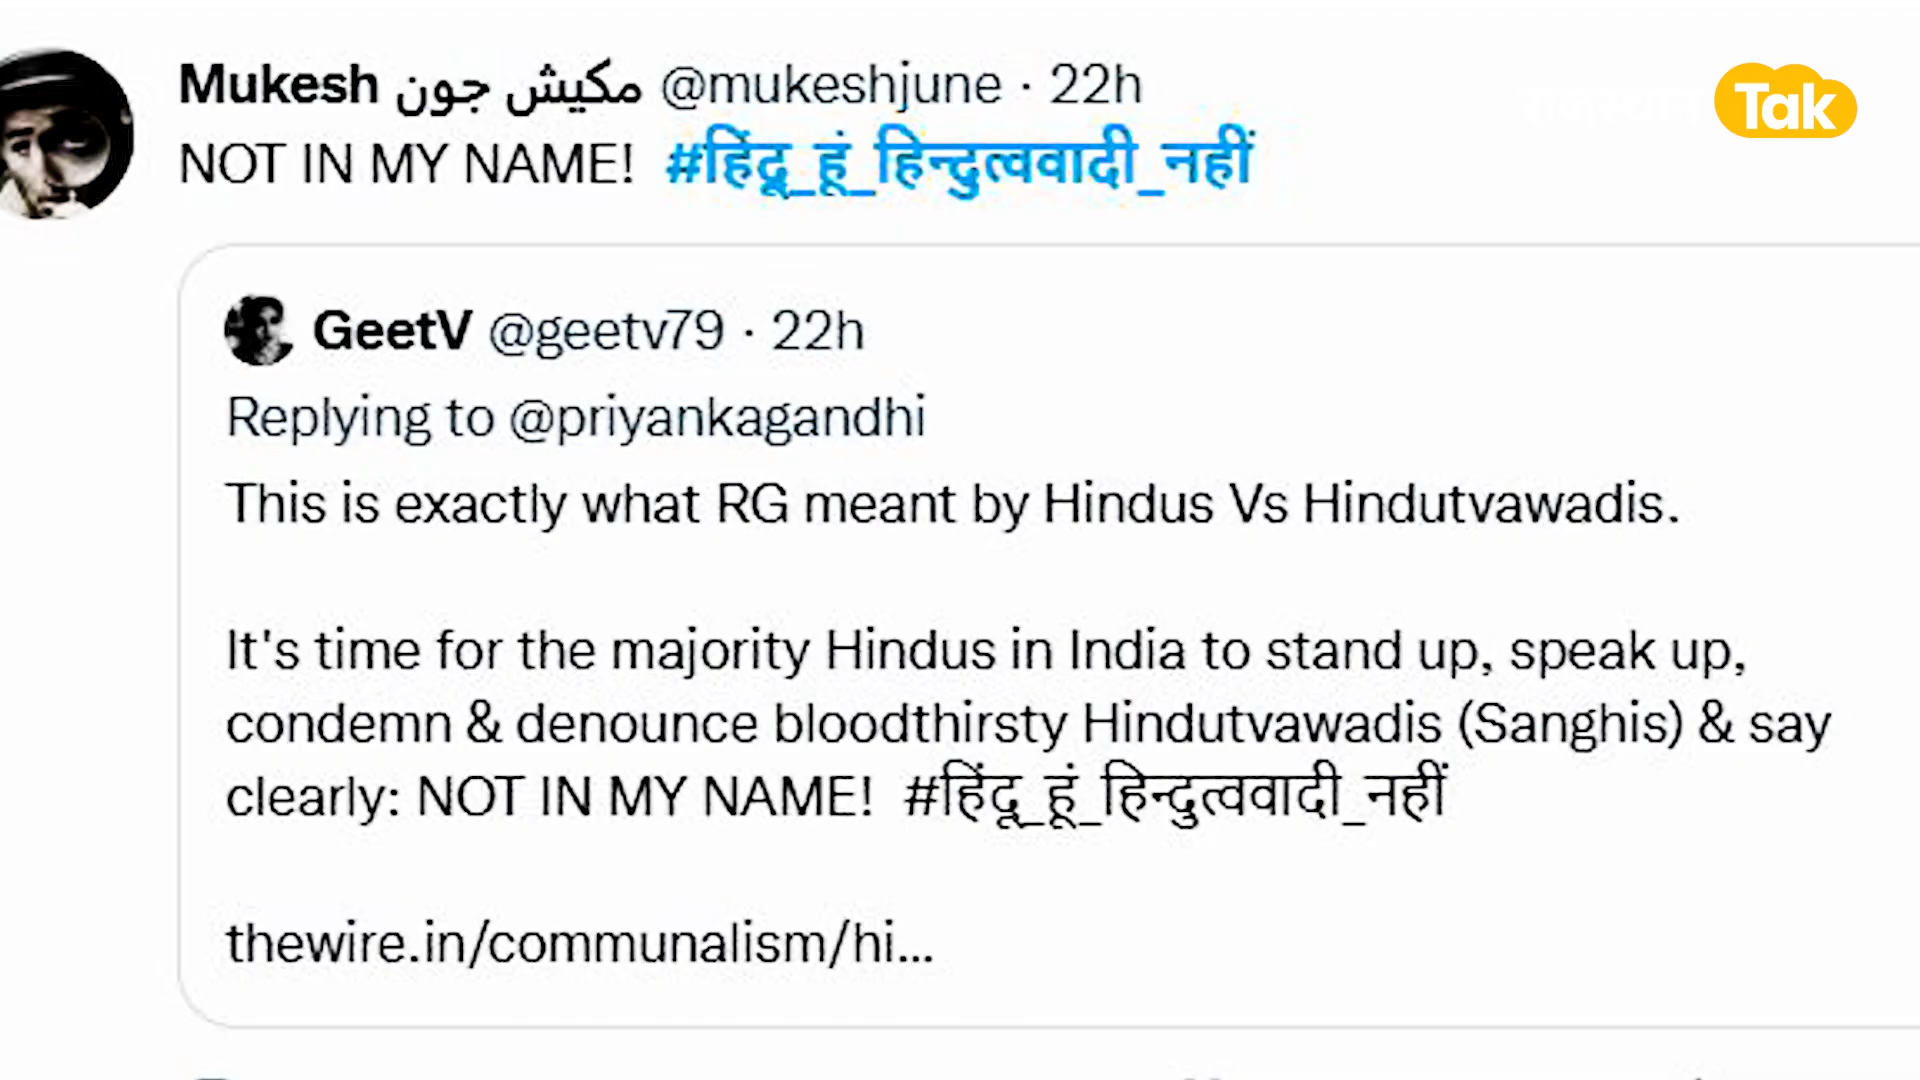 Mukesh مكيش جون @mukeshjune · 22h
Tak
NOT IN MY NAME! #हिंदू_हूं_हिन्दुत्ववादी_नहीं
GeetV @geetv79 · 22h
Replying to @priyankagandhi
This is exactly what RG meant by Hindus Vs Hindutvawadis.
It's time for the majority Hindus in India to stand up, speak up,
condemn & denounce bloodthirsty Hindutvawadis (Sanghis) & say
clearly: NOT IN MY NAME! #हिंदू_हूं_हिन्दुत्ववादी_नहीं
thewire.in/communalism/hi...